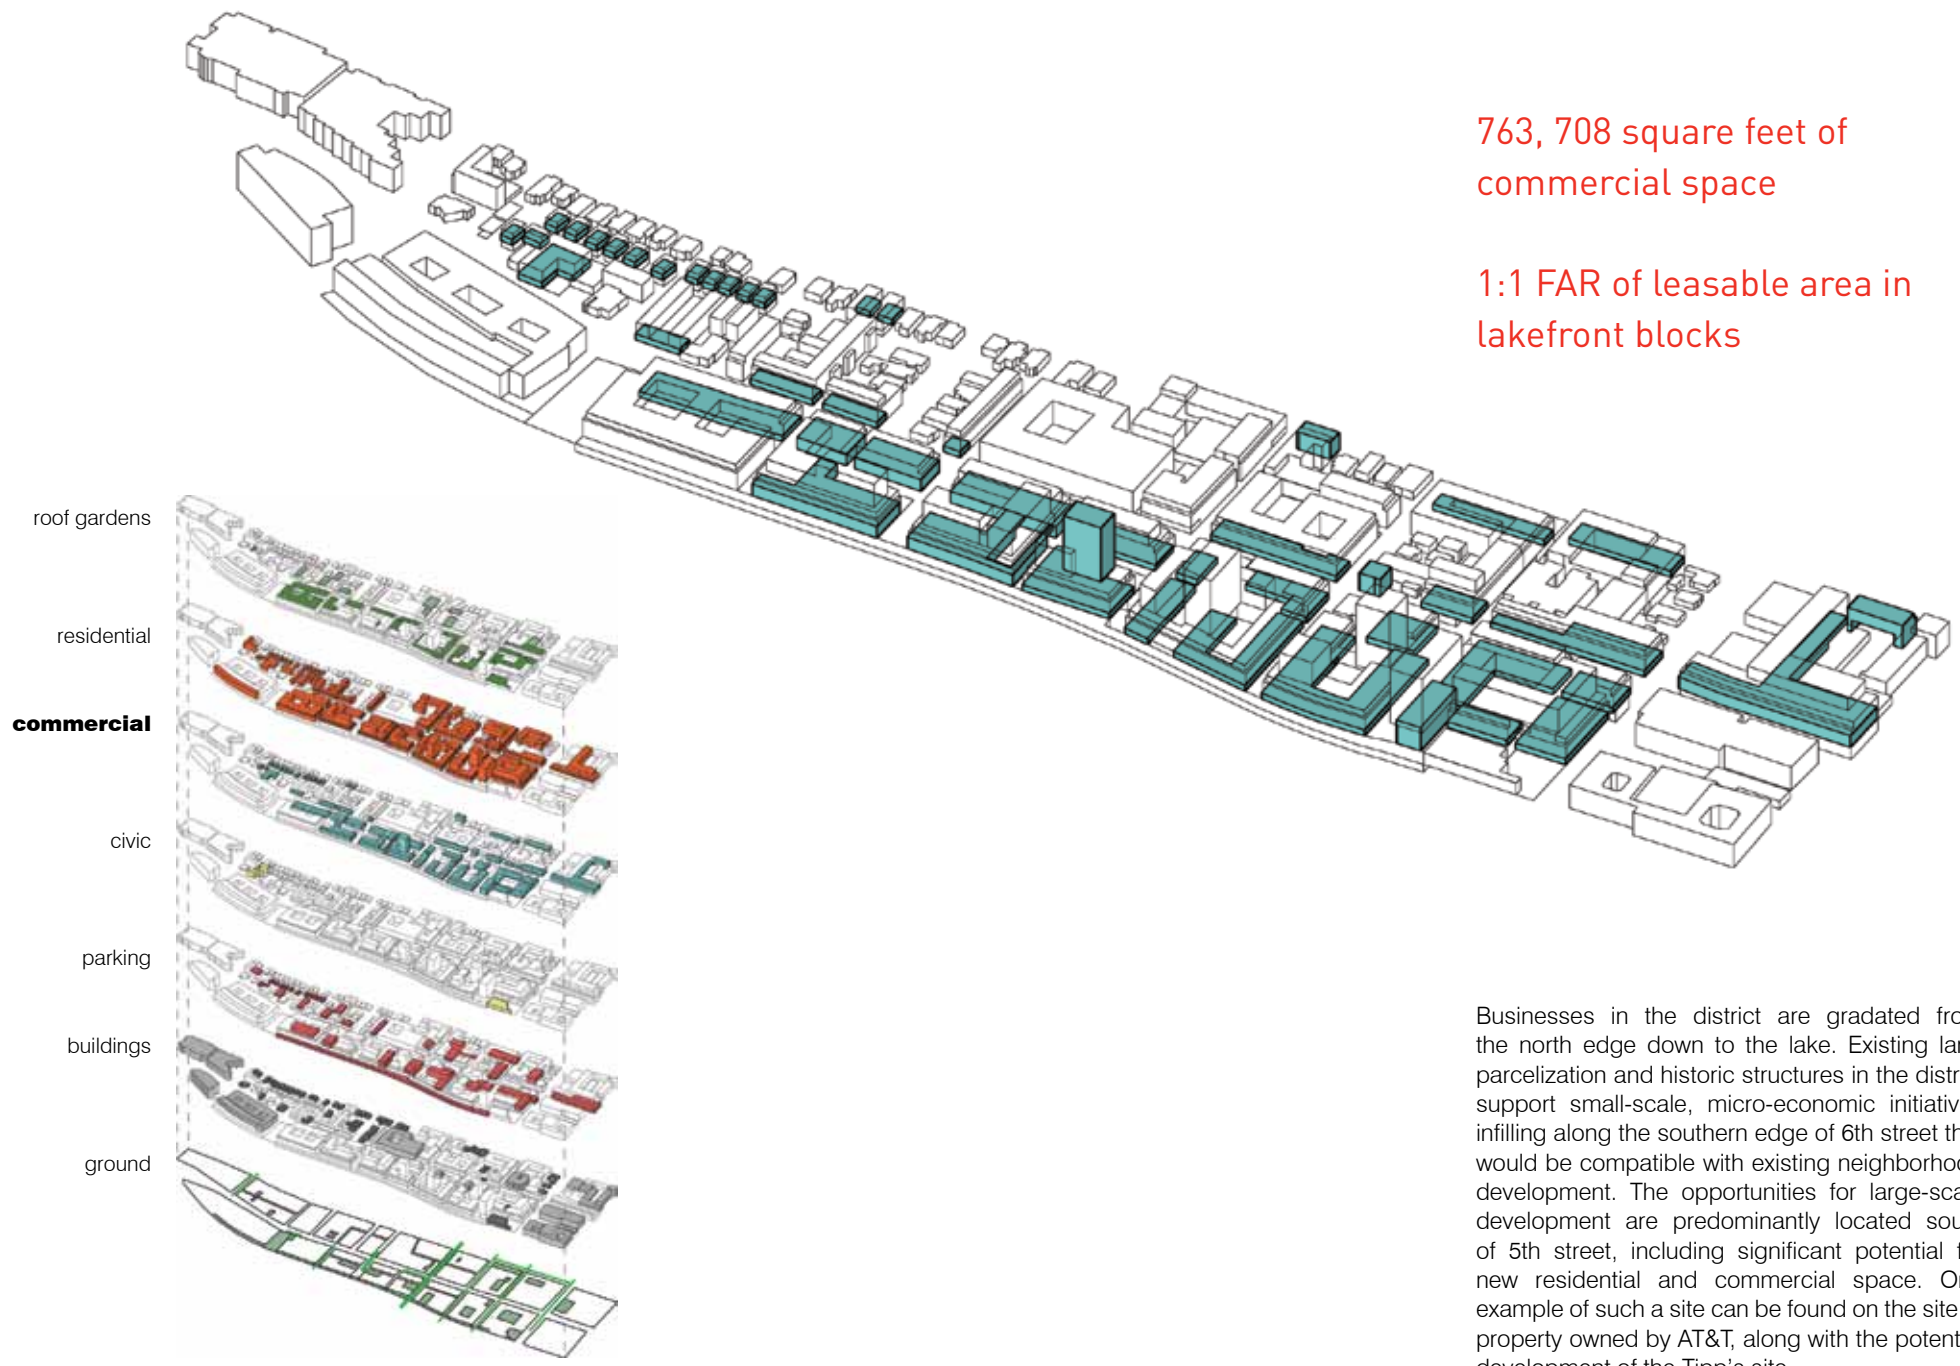 763, 708 square feet of
commercial space
1:1 FAR of leasable area in
lakefront blocks
roof gardens
residential
commercial
civic
parking
buildings
ground
Businesses in the district are gradated
the north edge down to the lake. Existing
parcelization and historic structures in the
support small-scale, micro-economic
infilling along the southern edge of 6th street
would be compatible with existing
development. The opportunities for
development are predominantly located
of 5th street, including significant potential
new residential and commercial space.
example of such a site can be found on the site
property owned by AT&T, along with the
development of the Tipp's site